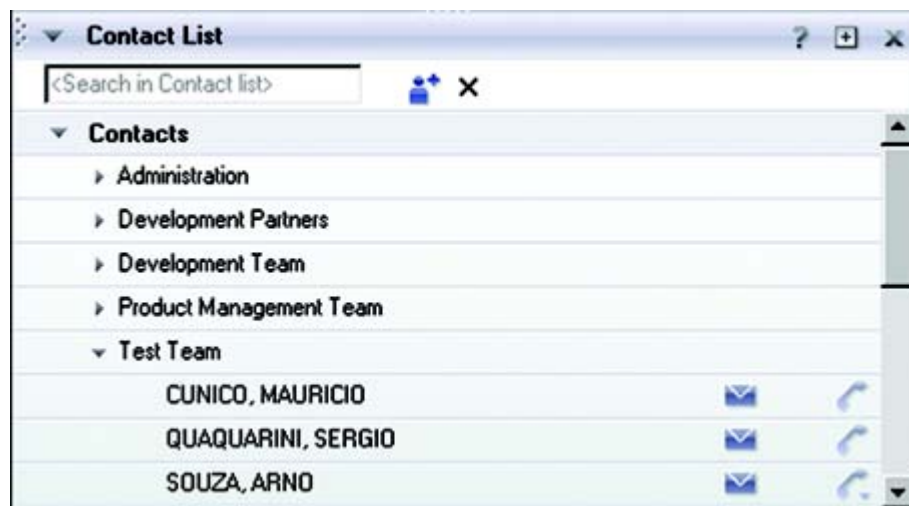 Contact List ?
<Search in Contact list>
Contacts
Administration
Development Partners
Development Team
Product Management Team
Test Team
CUNICO, MAURICIO
QUAQUARINI, SERGIO
SOUZA, ARNO